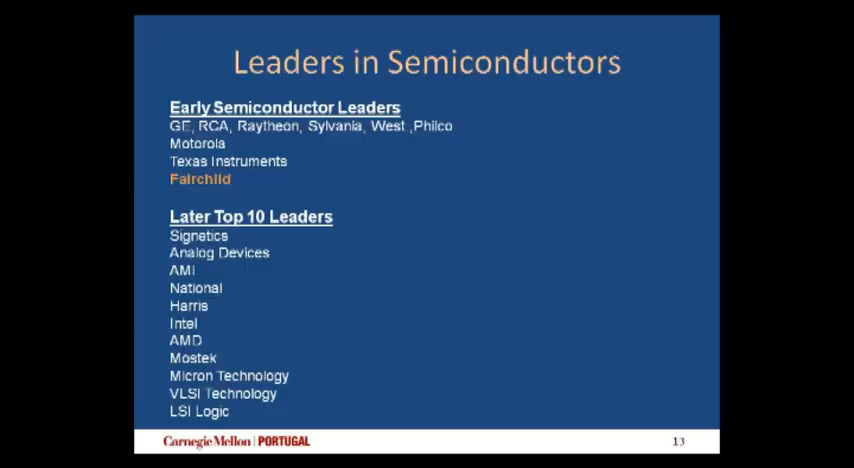 Leaders in Semiconductors
Early Semiconductor Leaders
GE, RCA, Raytheon, Sylvania, West.,Philco
Motorola
Texas Instruments
Fairchild
Later Top 10 Leaders
Signetics
Analog Devices
AMI
National
Harris
Intel
AMD
Mostek
Micron Technology
VLSI Technology
LSI Logic
Carnegie Mellon | PORTUGAL
13